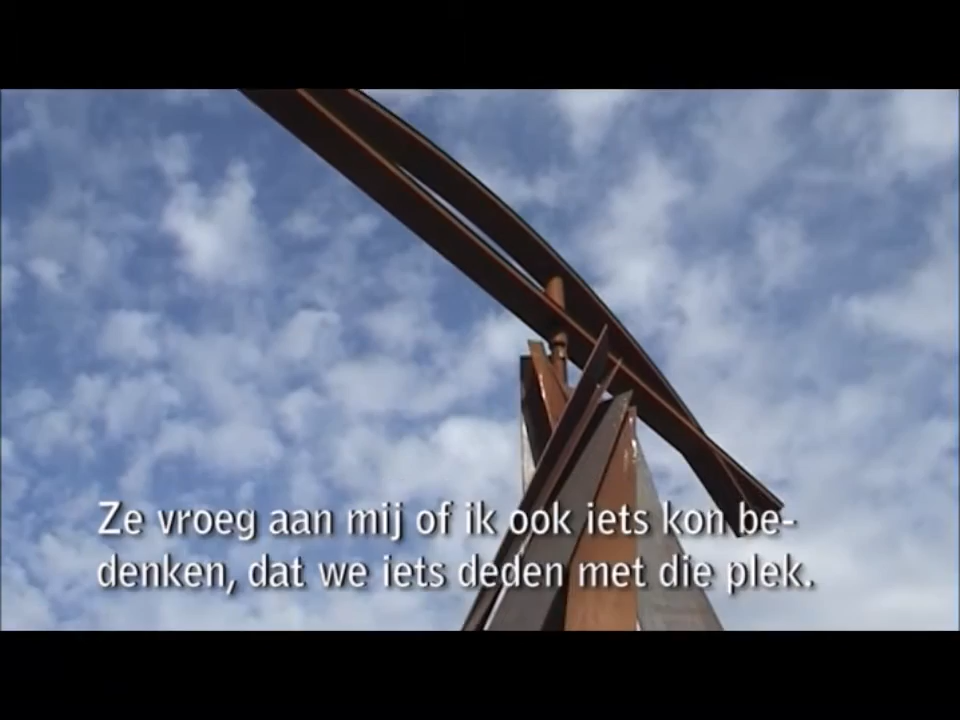 Ze vroeg aan mij of ik ook iets kon be-
denken, dat we iets deden met die plek.